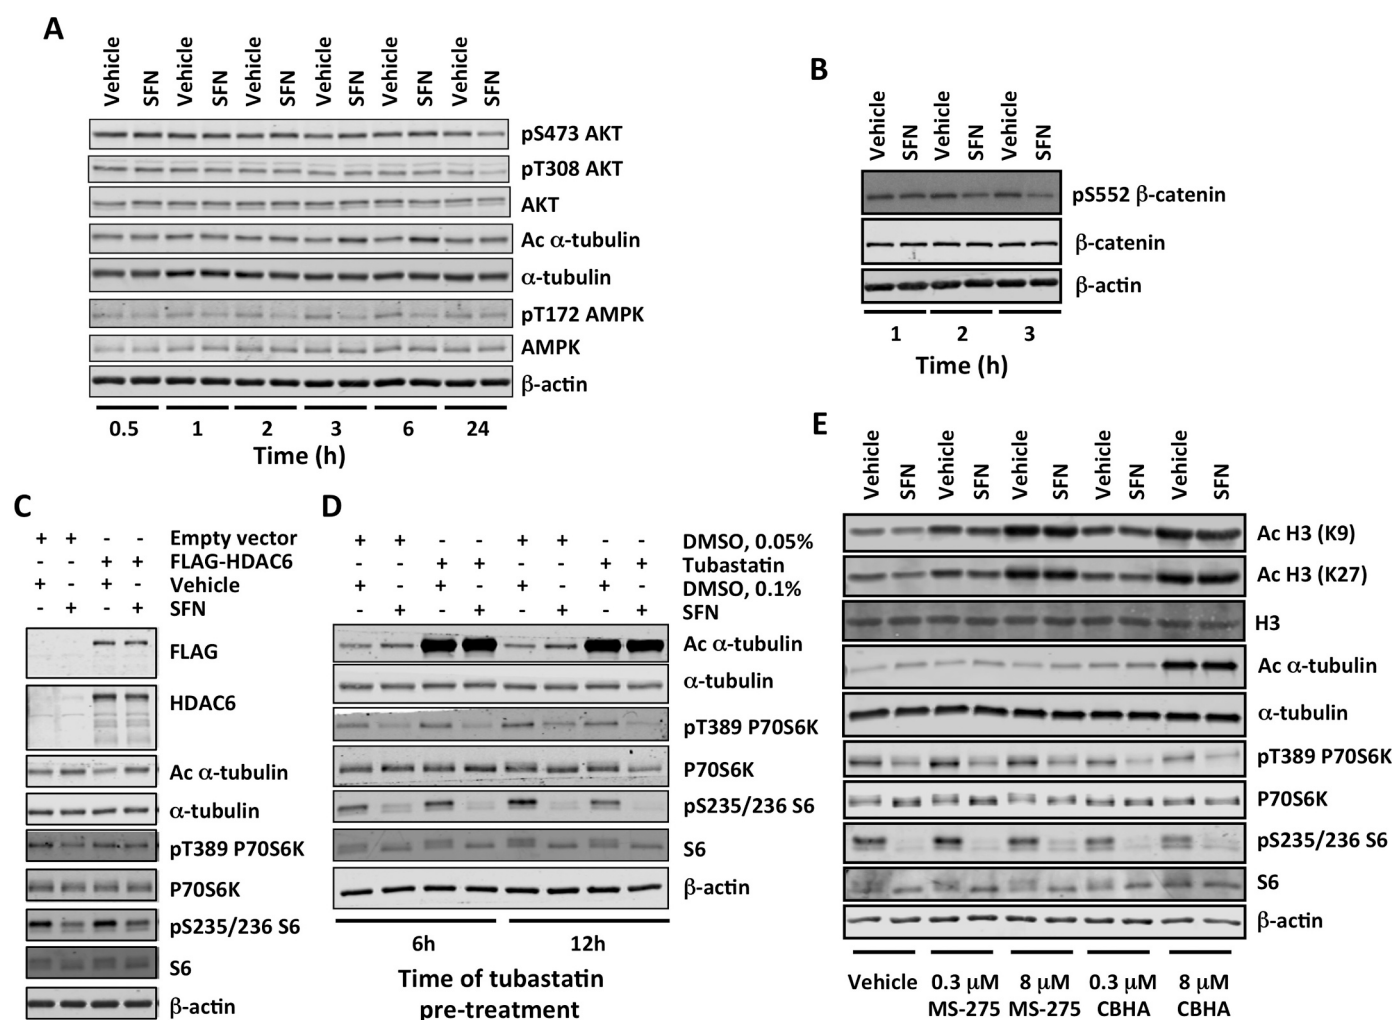 A
Vehicle SFN Vehicle SFN Vehicle SFN Vehicle SFN Vehicle SFN Vehicle SFN
pS473 AKT
pT308 AKT
AKT
Ac α-tubulin
α-tubulin
pT172 AMPK
AMPK
β-actin
0.5 1 2 3 6 24
Time (h)
B
Vehicle SFN Vehicle SFN Vehicle SFN
pS552 β-catenin
β-catenin
β-actin
1 2 3
Time (h)
C
+ + - - Empty vector
- - + + FLAG-HDAC6
+ - + - Vehicle
- + - + SFN
FLAG
HDAC6
Ac α-tubulin
α-tubulin
pT389 P70S6K
P70S6K
pS235/236 S6
S6
β-actin
D
+ + - - + + - - DMSO, 0.05%
- - + + - - + + Tubastatin
+ - + - + - + - DMSO, 0.1%
- + - + - + - + SFN
Ac α-tubulin
α-tubulin
pT389 P70S6K
P70S6K
pS235/236 S6
S6
β-actin
6h 12h
Time of tubastatin
pre-treatment
E
Vehicle SFN Vehicle SFN Vehicle SFN Vehicle SFN Vehicle SFN
Ac H3 (K9)
Ac H3 (K27)
H3
Ac α-tubulin
α-tubulin
pT389 P70S6K
P70S6K
pS235/236 S6
S6
β-actin
Vehicle 0.3 μM 8 μM 0.3 μM 8 μM
MS-275 MS-275 CBHA CBHA